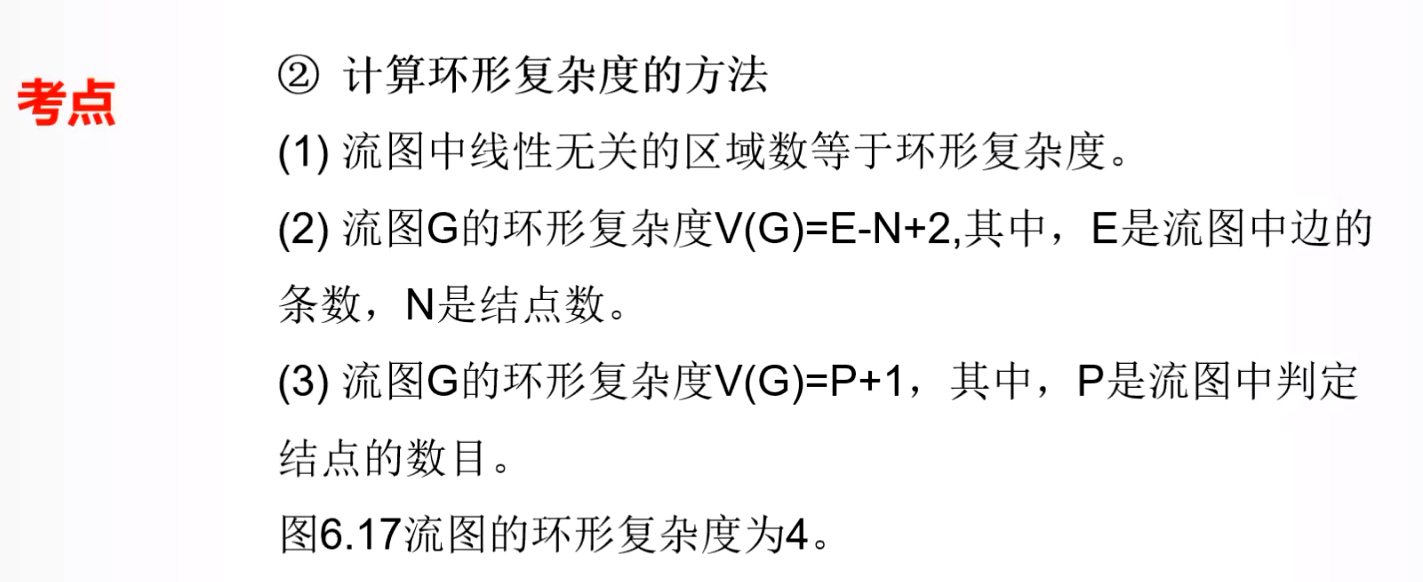 考点
② 计算环形复杂度的方法
(1) 流图中线性无关的区域数等于环形复杂度。
(2) 流图G的环形复杂度V(G)=E-N+2,其中，E是流图中边的
条数，N是结点数。
(3) 流图G的环形复杂度V(G)=P+1，其中，P是流图中判定
结点的数目。
图6.17流图的环形复杂度为4。